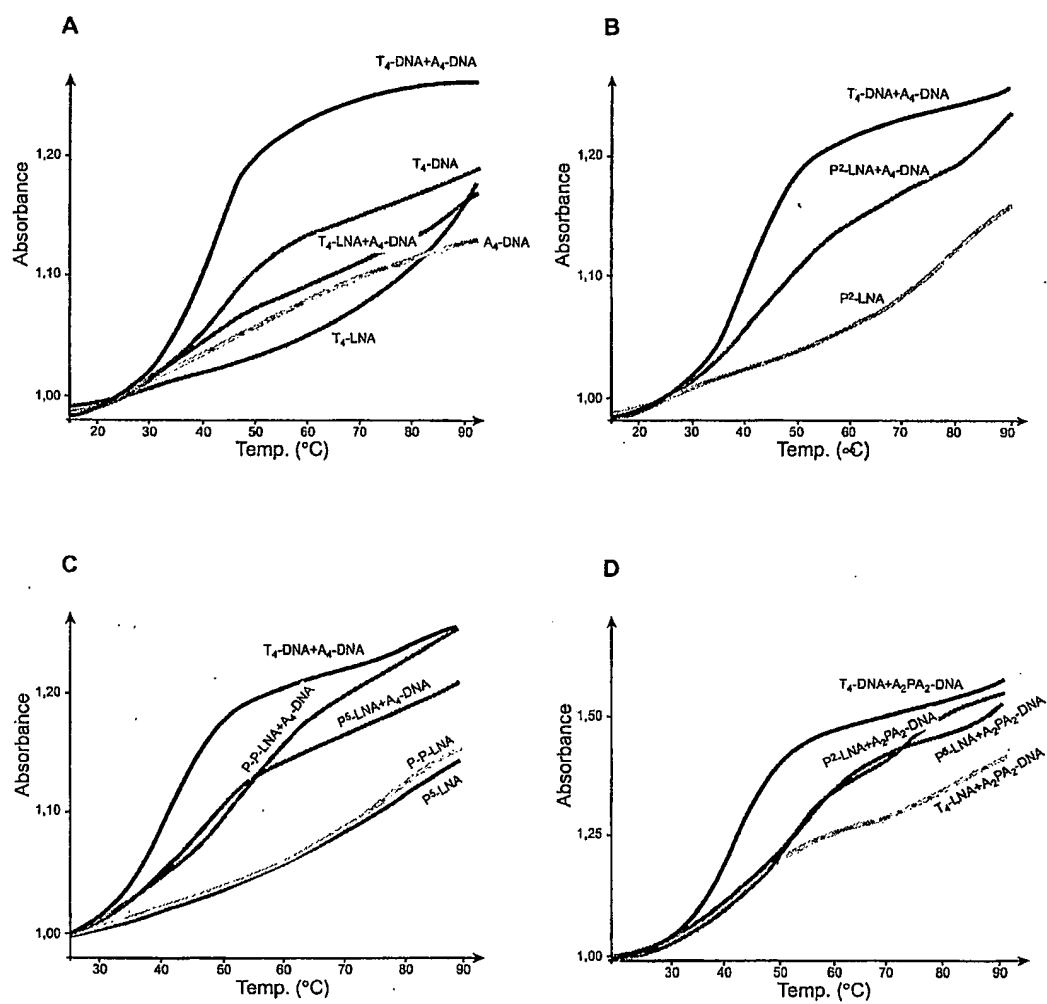 A
T4-DNA+A4-DNA
1,20
T4-DNA
T4-LNA+A4-DNA
A4-DNA
1,10
T4-LNA
1,00
Absorbance
20 30 40 50 60 70 80 90
Temp. (°C)
B
T4-DNA+A4-DNA
1,20
P2-LNA+A4-DNA
1,10
P2-LNA
1,00
Absorbance
20 30 40 50 60 70 80 90
Temp. (∝C)
C
T4-DNA+A4-DNA
1,20
P-P-LNA+A4-DNA
P5-LNA+A4-DNA
P-P-LNA
1,10
P5-LNA
1,00
Absorbance
30 40 50 60 70 80 90
Temp. (°C)
D
T4-DNA+A2PA2-DNA
1,50
P2-LNA+A2PA2-DNA
P5-LNA+A2PA2-DNA
T4-LNA+A2PA2-DNA
1,25
1,00
Absorbance
30 40 50 60 70 80 90
Temp. (°C)